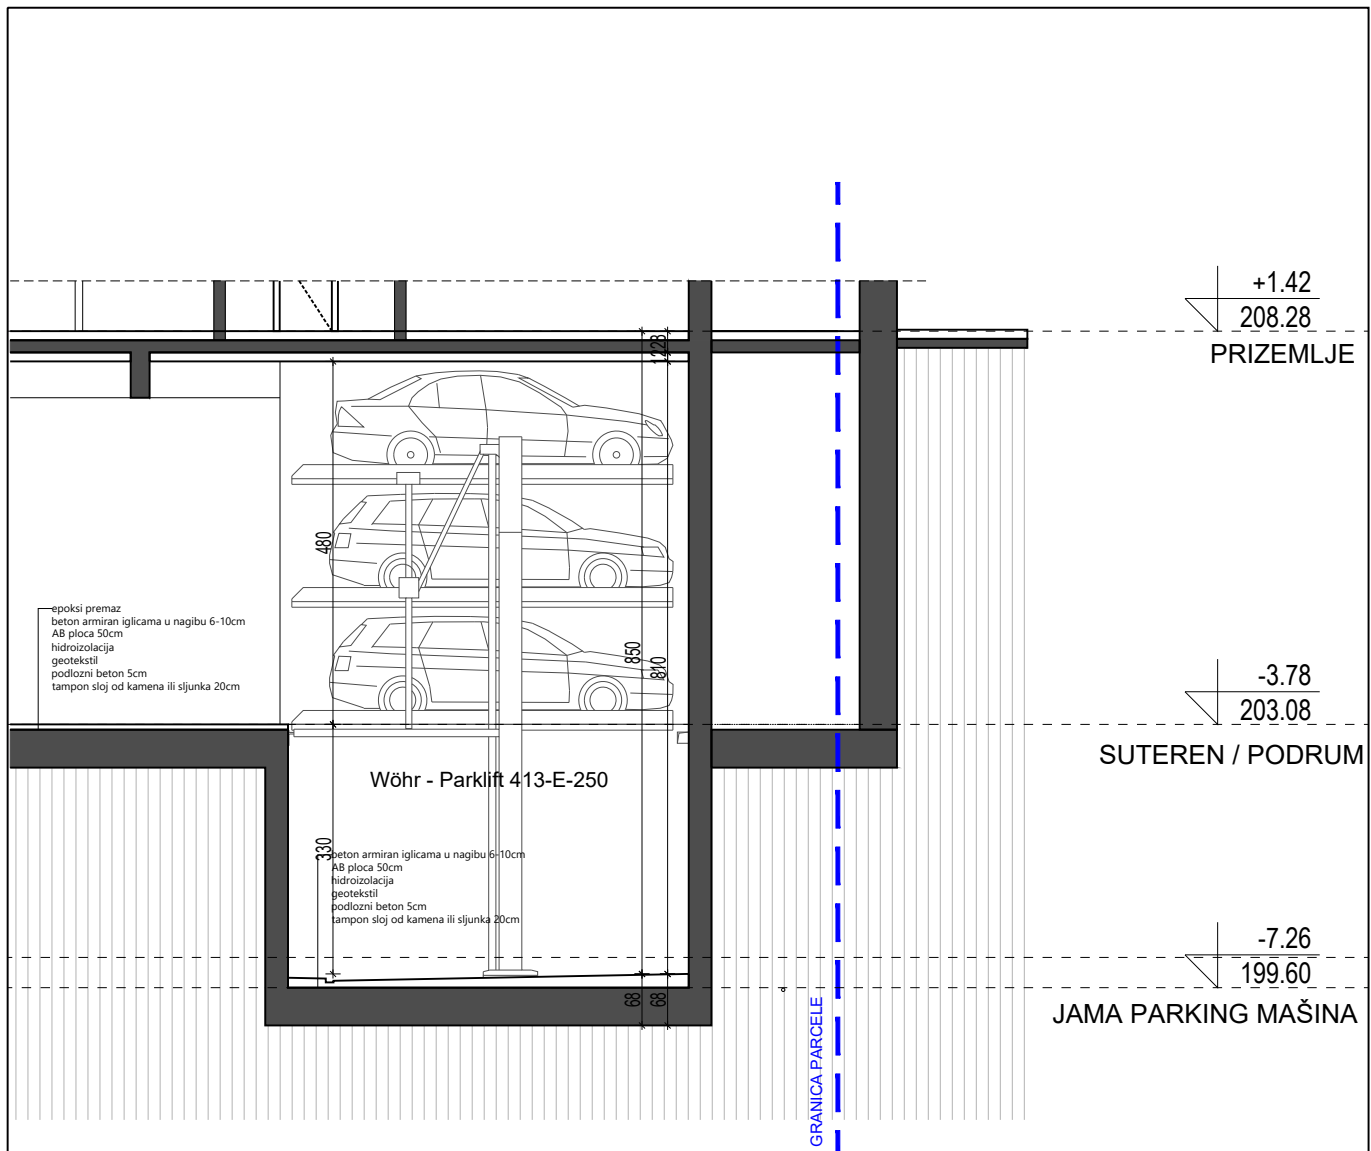 +1.42
208.28
PRIZEMLJE
1228
480
850
810
epoksi premaz
beton armiran iglicama u nagibu 6-10cm
AB ploca 50cm
hidroizolacija
geotekstil
podlozni beton 5cm
tampon sloj od kamena ili sljunka 20cm
-3.78
203.08
SUTEREN / PODRUM
Wöhr - Parklift 413-E-250
330
beton armiran iglicama u nagibu 6-10cm
AB ploca 50cm
hidroizolacija
geotekstil
podlozni beton 5cm
tampon sloj od kamena ili sljunka 20cm
-7.26
199.60
JAMA PARKING MAŠINA
68
68
GRANICA PARCELE